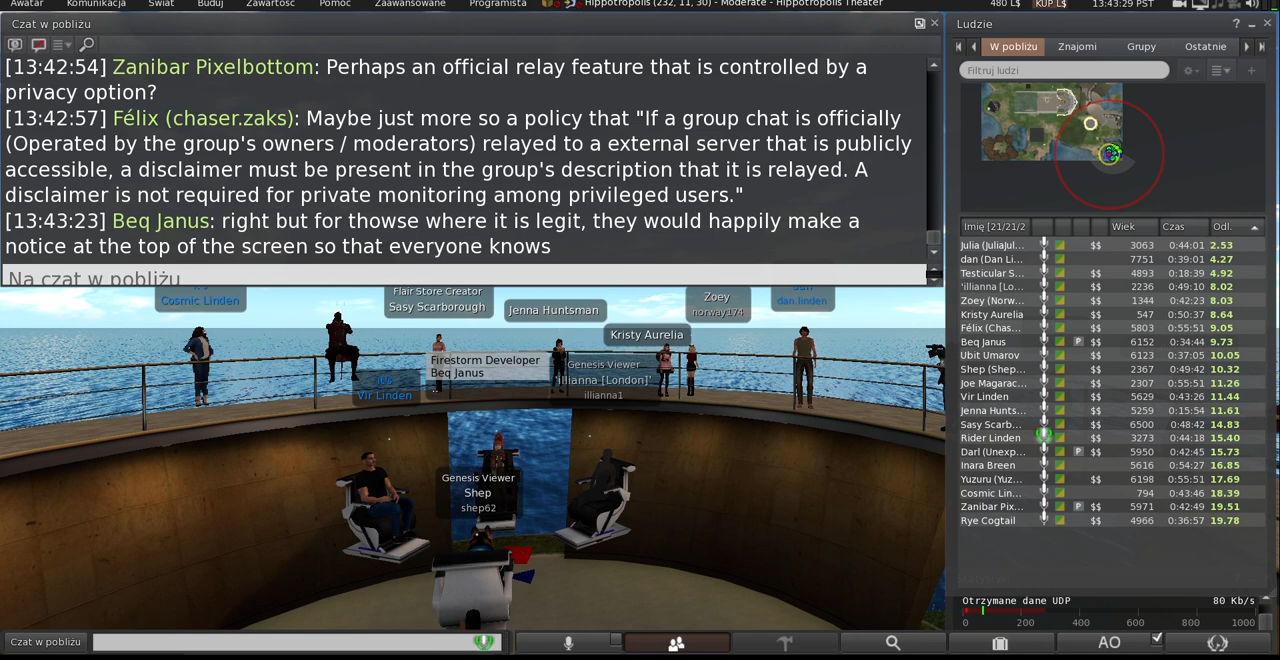 Awatar Komunikacja Świat Buduj Zawartość Pomoc Zaawansowane Programista Hippotropolis (232, 11, 30) - Moderate - Hippotropolis Theater 480 L$ KUP L$ 13:43:29 PST
Czat w pobliżu
[13:42:54] Zanibar Pixelbottom: Perhaps an official relay feature that is controlled by a
privacy option?
[13:42:57] Félix (chaser.zaks): Maybe just more so a policy that "If a group chat is officially
(Operated by the group's owners / moderators) relayed to a external server that is publicly
accessible, a disclaimer must be present in the group's description that it is relayed. A
disclaimer is not required for private monitoring among privileged users."
[13:43:23] Beq Janus: right but for thowse where it is legit, they would happily make a
notice at the top of the screen so that everyone knows
Na czat w pobliżu
Cosmic Linden
Flair Store Creator
Sasy Scarborough
Jenna Huntsman
Zoey
norway174
dan.linden
Kristy Aurelia
Firestorm Developer
Beq Janus
Genesis Viewer
'illianna [London]'
illianna1
it's
Vir Linden
Genesis Viewer
Shep
shep62
Ludzie
W pobliżu Znajomi Grupy Ostatnie
Filtruj ludzi
Imię [21/21/2 Wiek Czas Odl.
Julia (JuliaJul... $$ 3063 0:44:01 2.53
dan (Dan Li... 7751 0:39:01 4.27
Testicular S... $$ 4893 0:18:39 4.92
'illianna [Lo... $$ 2236 0:49:10 8.02
Zoey (Norw... $$ 1344 0:42:23 8.03
Kristy Aurelia 547 0:50:37 8.64
Félix (Chas... $$ 5803 0:55:51 9.05
Beq Janus P $$ 6152 0:34:44 9.73
Ubit Umarov $$ 6123 0:37:05 10.05
Shep (Shep... $$ 2367 0:49:42 10.32
Joe Magarac... $$ 2107 0:55:51 11.26
Vir Linden $$ 5629 0:43:26 11.44
Jenna Hunts... $$ 5259 0:15:54 11.61
Sasy Scarb... $$ 6500 0:48:42 14.83
Rider Linden $$ 3273 0:44:18 15.40
Darl (Unexp... P $$ 5950 0:42:45 15.73
Inara Breen 5616 0:54:27 16.85
Yuzuru (Yuz... $$ 6198 0:55:51 17.69
Cosmic Lin... 794 0:43:46 18.39
Zanibar Pix... P $$ 5971 0:42:49 19.51
Rye Cogtail $$ 4966 0:36:57 19.78
Otrzymane dane UDP 80 Kb/s
0 200 400 600 800 1000
Czat w pobliżu
AO